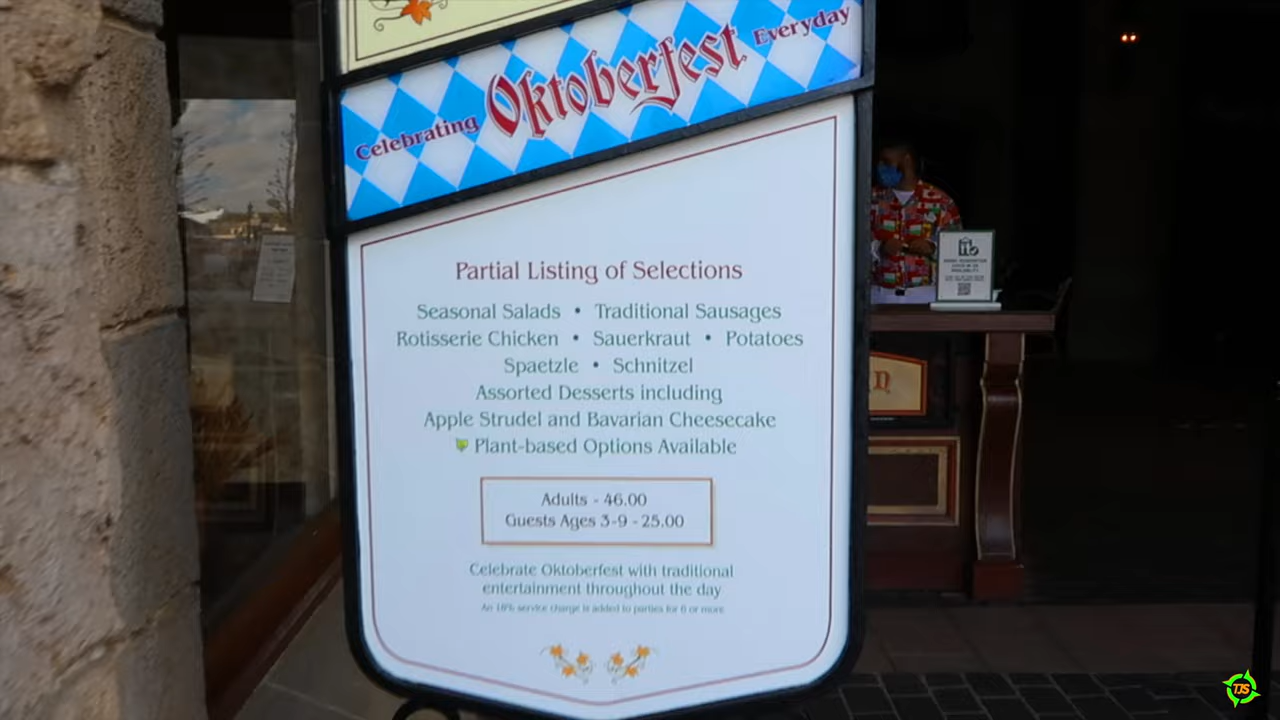 Celebrating Oktoberfest Everyday
Partial Listing of Selections
Seasonal Salads • Traditional Sausages
Rotisserie Chicken • Sauerkraut • Potatoes
Spaetzle • Schnitzel
Assorted Desserts including
Apple Strudel and Bavarian Cheesecake
Plant-based Options Available
Adults - 46.00
Guests Ages 3-9 - 25.00
Celebrate Oktoberfest with traditional
entertainment throughout the day
An 18% service charge is added to parties for 6 or more
TJS